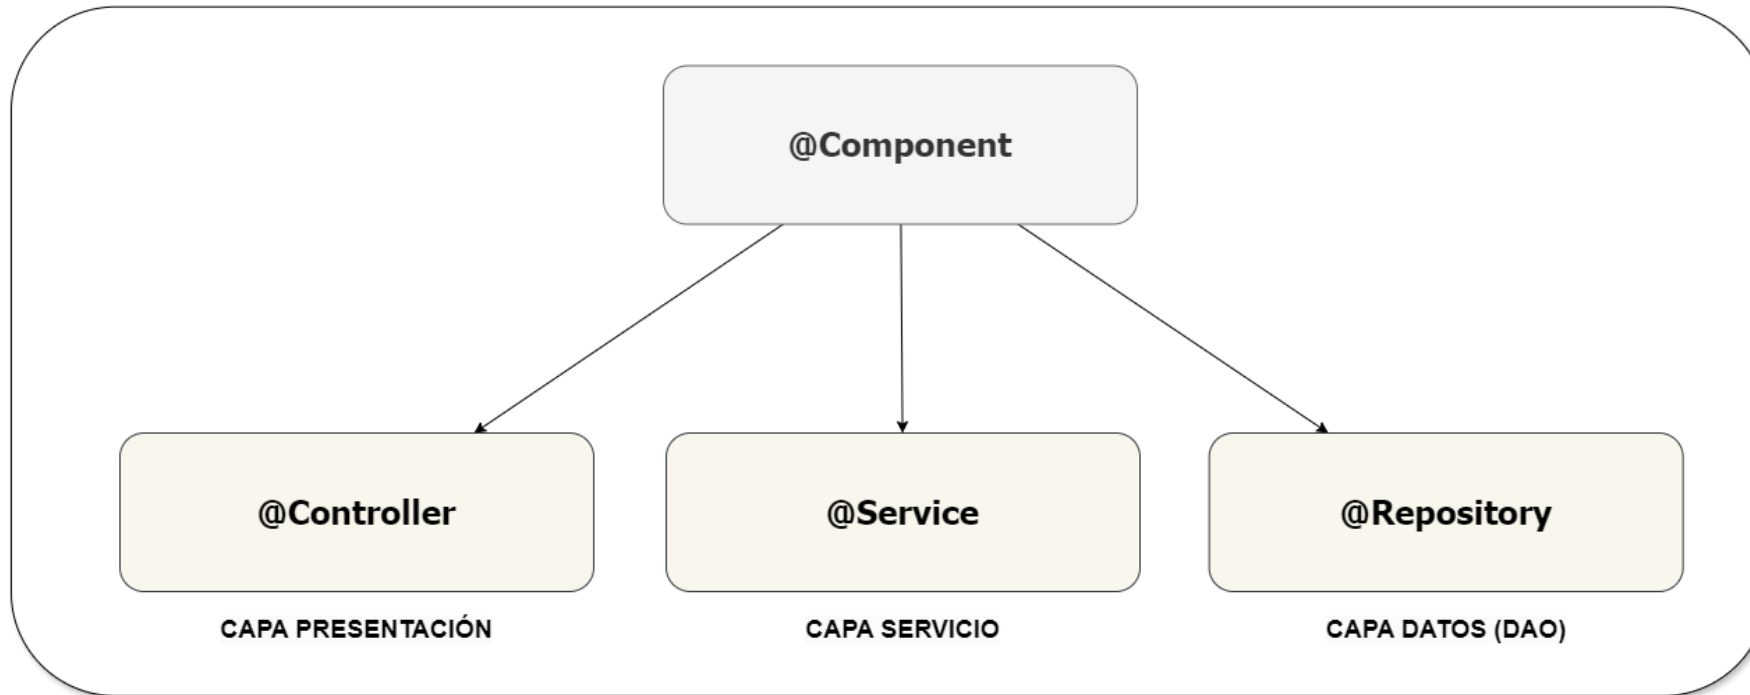 @Component
@Controller
@Service
@Repository
CAPA PRESENTACIÓN
CAPA SERVICIO
CAPA DATOS (DAO)